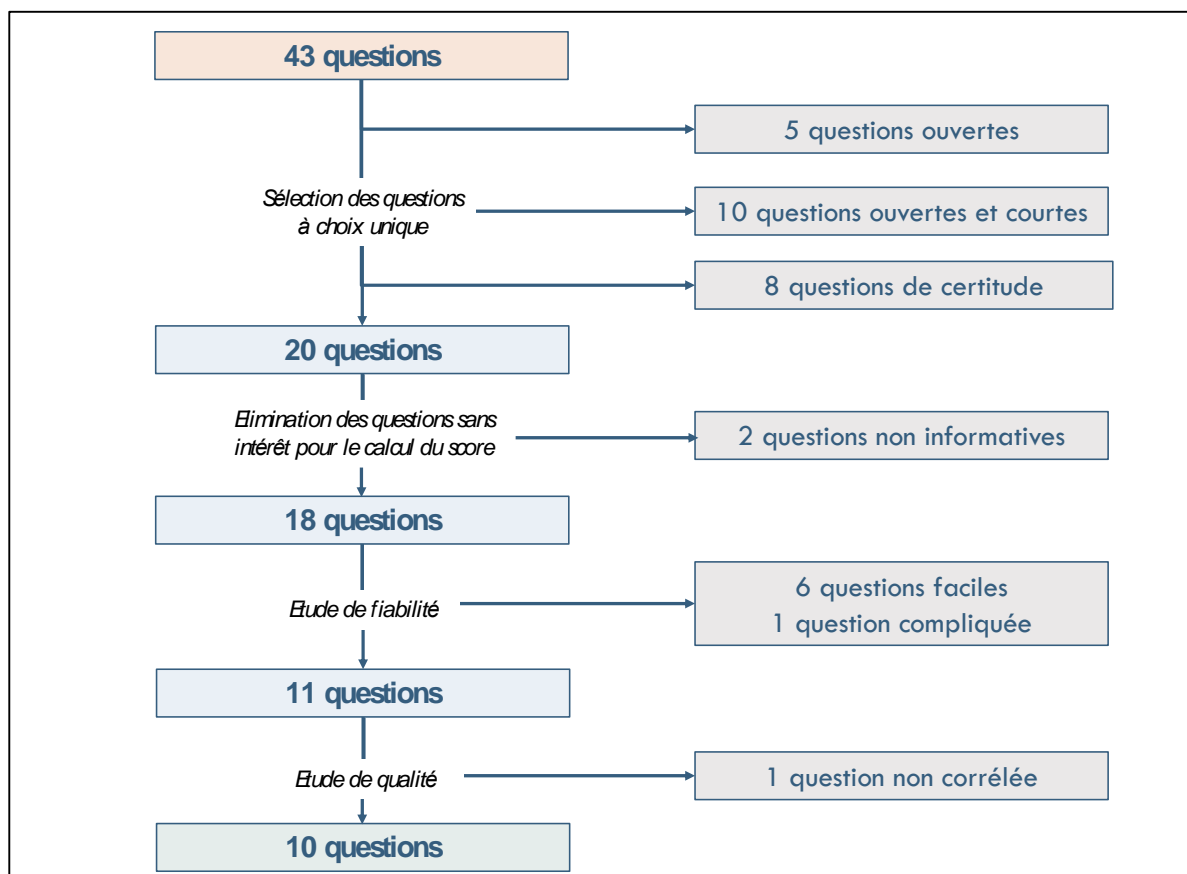 43 questions
5 questions ouvertes
Sélection des questions
à choix unique
10 questions ouvertes et courtes
8 questions de certitude
20 questions
Elimination des questions sans
intérêt pour le calcul du score
2 questions non informatives
18 questions
Etude de fiabilité
6 questions faciles
1 question compliquée
11 questions
Etude de qualité
1 question non corrélée
10 questions